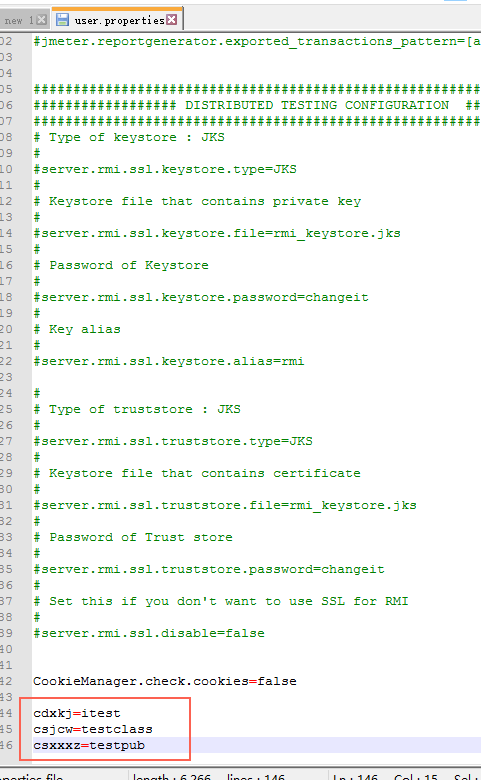 new 1 user.properties
02 #jmeter.reportgenerator.exported_transactions_pattern=[a
03
04
05 ########################################################
06 ################## DISTRIBUTED TESTING CONFIGURATION ##
07 ########################################################
08 # Type of keystore : JKS
09 #
10 #server.rmi.ssl.keystore.type=JKS
11 #
12 # Keystore file that contains private key
13 #
14 #server.rmi.ssl.keystore.file=rmi_keystore.jks
15 #
16 # Password of Keystore
17 #
18 #server.rmi.ssl.keystore.password=changeit
19 #
20 # Key alias
21 #
22 #server.rmi.ssl.keystore.alias=rmi
23
24 #
25 # Type of truststore : JKS
26 #
27 #server.rmi.ssl.truststore.type=JKS
28 #
29 # Keystore file that contains certificate
30 #
31 #server.rmi.ssl.truststore.file=rmi_keystore.jks
32 #
33 # Password of Trust store
34 #
35 #server.rmi.ssl.truststore.password=changeit
36 #
37 # Set this if you don't want to use SSL for RMI
38 #
39 #server.rmi.ssl.disable=false
40
41
42 CookieManager.check.cookies=false
43
44 cdxkj=itest
45 csjcw=testclass
46 csxxxz=testpub
operties file length : 6,266 lines : 146 Ln : 146 Col : 15 Sel :